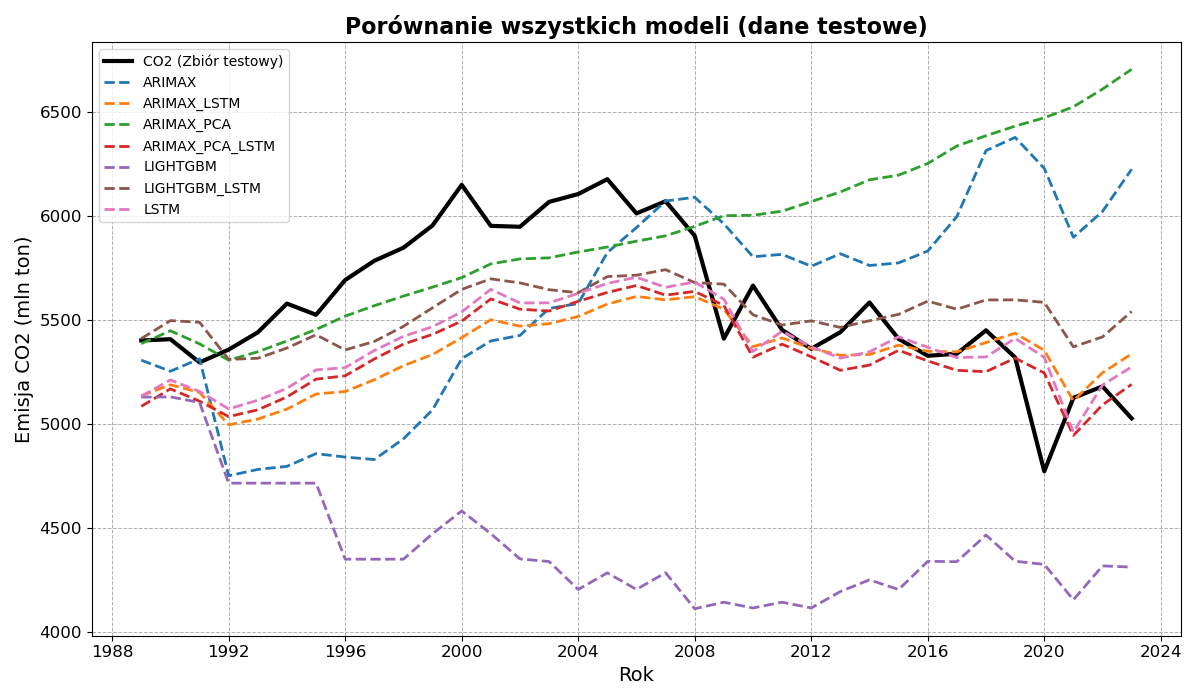 Porównanie wszystkich modeli (dane testowe)
CO2 (Zbiór testowy)
ARIMAX
ARIMAX_LSTM
ARIMAX_PCA
ARIMAX_PCA_LSTM
LIGHTGBM
LIGHTGBM_LSTM
LSTM
Emisja CO2 (mln ton)
6500
6000
5500
5000
4500
4000
1988 1992 1996 2000 2004 2008 2012 2016 2020 2024
Rok